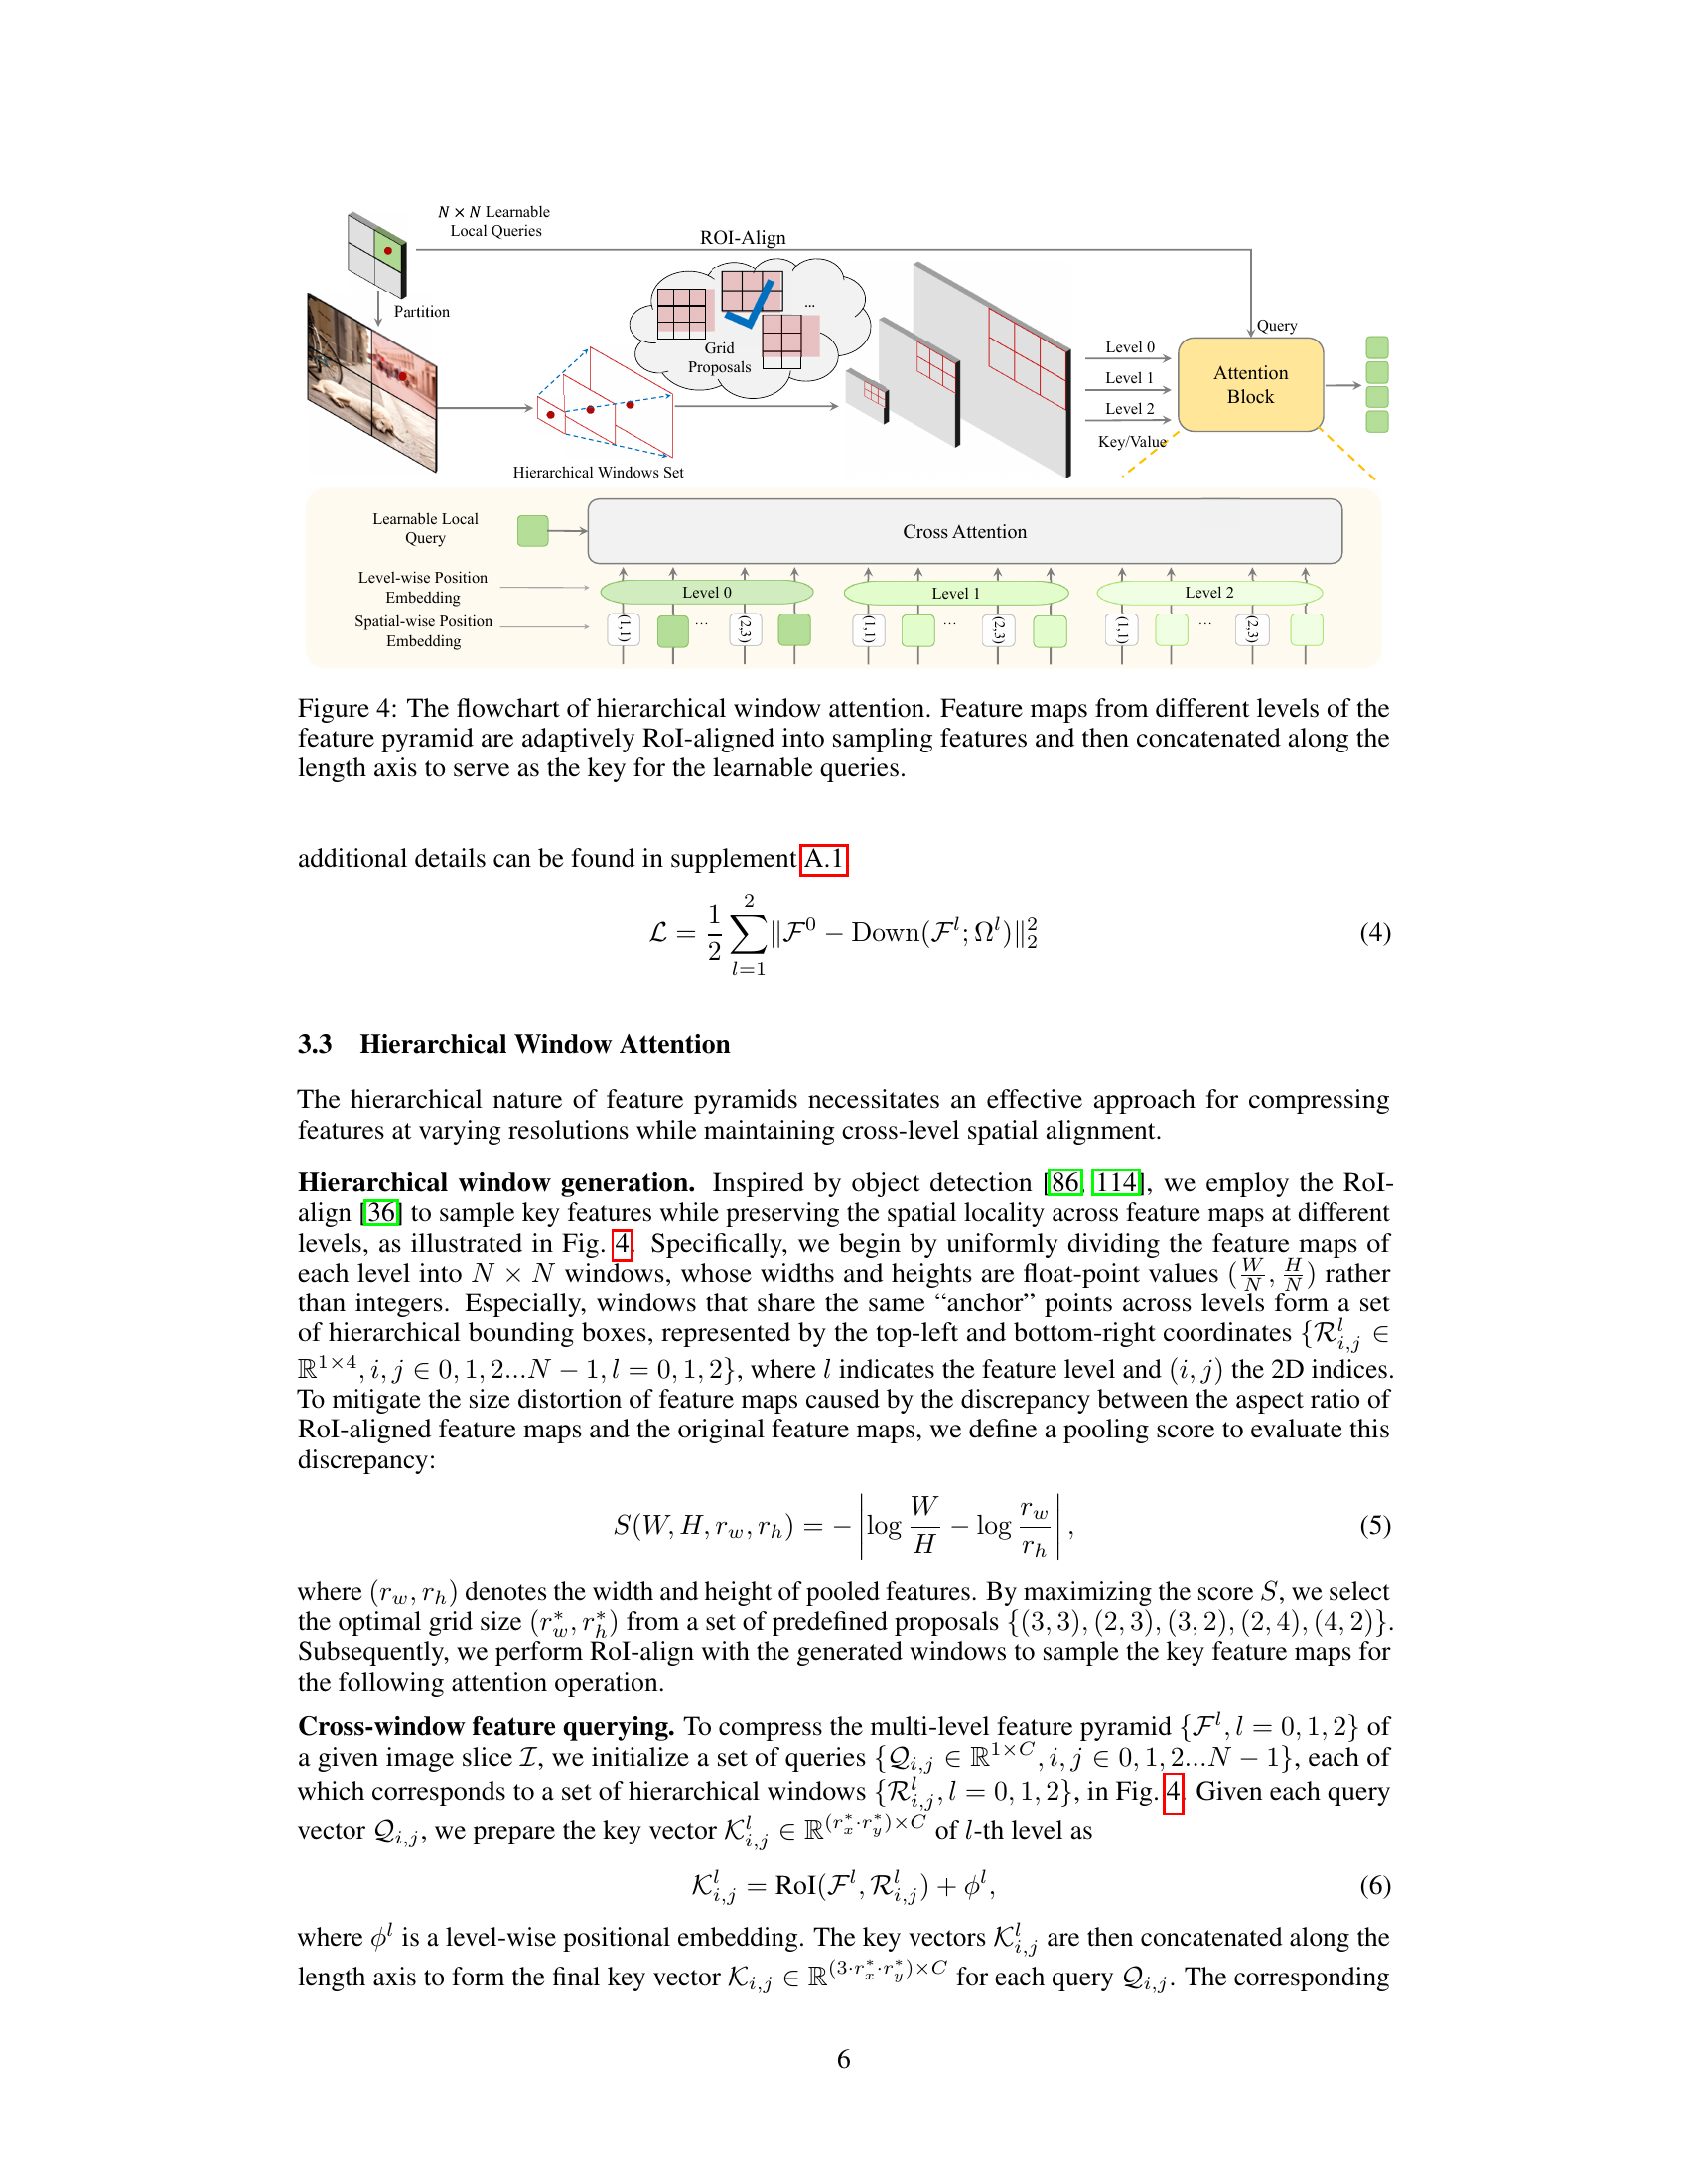 N × N Learnable
Local Queries
ROI-Align
Partition
Grid
Proposals
...
Hierarchical Windows Set
Query
Level 0
Level 1
Level 2
Key/Value
Attention
Block
Learnable Local
Query
Cross Attention
Level-wise Position
Embedding
Level 0
Level 1
Level 2
Spatial-wise Position
Embedding
(1,1) ... (2,3) (1,1) ... (2,3) (1,1) ... (2,3)
Figure 4: The flowchart of hierarchical window attention. Feature maps from different levels of the
feature pyramid are adaptively RoI-aligned into sampling features and then concatenated along the
length axis to serve as the key for the learnable queries.
additional details can be found in supplement A.1
$\mathcal{L} = \frac{1}{2} \sum_{l=1}^{2} \| \mathcal{F}^0 - \mathrm{Down}(\mathcal{F}^l; \Omega^l) \|_2^2$ (4)
3.3 Hierarchical Window Attention
The hierarchical nature of feature pyramids necessitates an effective approach for compressing
features at varying resolutions while maintaining cross-level spatial alignment.
Hierarchical window generation. Inspired by object detection [86, 114], we employ the RoI-
align [36] to sample key features while preserving the spatial locality across feature maps at different
levels, as illustrated in Fig. 4. Specifically, we begin by uniformly dividing the feature maps of
each level into $N \times N$ windows, whose widths and heights are float-point values $(\frac{W}{N}, \frac{H}{N})$ rather
than integers. Especially, windows that share the same “anchor” points across levels form a set
of hierarchical bounding boxes, represented by the top-left and bottom-right coordinates $\{\mathcal{R}^l_{i,j} \in$
$\mathbb{R}^{1 \times 4}, i, j \in 0, 1, 2...N - 1, l = 0, 1, 2\}$, where $l$ indicates the feature level and $(i, j)$ the 2D indices.
To mitigate the size distortion of feature maps caused by the discrepancy between the aspect ratio of
RoI-aligned feature maps and the original feature maps, we define a pooling score to evaluate this
discrepancy:
$S(W, H, r_w, r_h) = - \left| \log \frac{W}{H} - \log \frac{r_w}{r_h} \right|,$ (5)
where $(r_w, r_h)$ denotes the width and height of pooled features. By maximizing the score $S$, we select
the optimal grid size $(r_w^*, r_h^*)$ from a set of predefined proposals $\{(3, 3), (2, 3), (3, 2), (2, 4), (4, 2)\}$.
Subsequently, we perform RoI-align with the generated windows to sample the key feature maps for
the following attention operation.
Cross-window feature querying. To compress the multi-level feature pyramid $\{\mathcal{F}^l, l = 0, 1, 2\}$ of
a given image slice $\mathcal{I}$, we initialize a set of queries $\{\mathcal{Q}_{i,j} \in \mathbb{R}^{1 \times C}, i, j \in 0, 1, 2...N - 1\}$, each of
which corresponds to a set of hierarchical windows $\{\mathcal{R}^l_{i,j}, l = 0, 1, 2\}$, in Fig. 4. Given each query
vector $\mathcal{Q}_{i,j}$, we prepare the key vector $\mathcal{K}^l_{i,j} \in \mathbb{R}^{(r_x^* \cdot r_y^*) \times C}$ of $l$-th level as
$\mathcal{K}^l_{i,j} = \mathrm{RoI}(\mathcal{F}^l, \mathcal{R}^l_{i,j}) + \phi^l,$ (6)
where $\phi^l$ is a level-wise positional embedding. The key vectors $\mathcal{K}^l_{i,j}$ are then concatenated along the
length axis to form the final key vector $\mathcal{K}_{i,j} \in \mathbb{R}^{(3 \cdot r_x^* \cdot r_y^*) \times C}$ for each query $\mathcal{Q}_{i,j}$. The corresponding
6